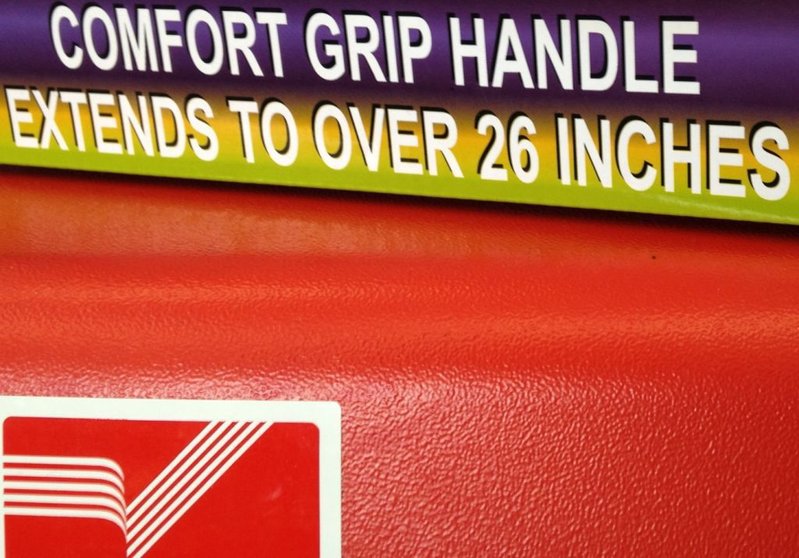 COMFORT GRIP HANDLE
EXTENDS TO OVER 26 INCHES